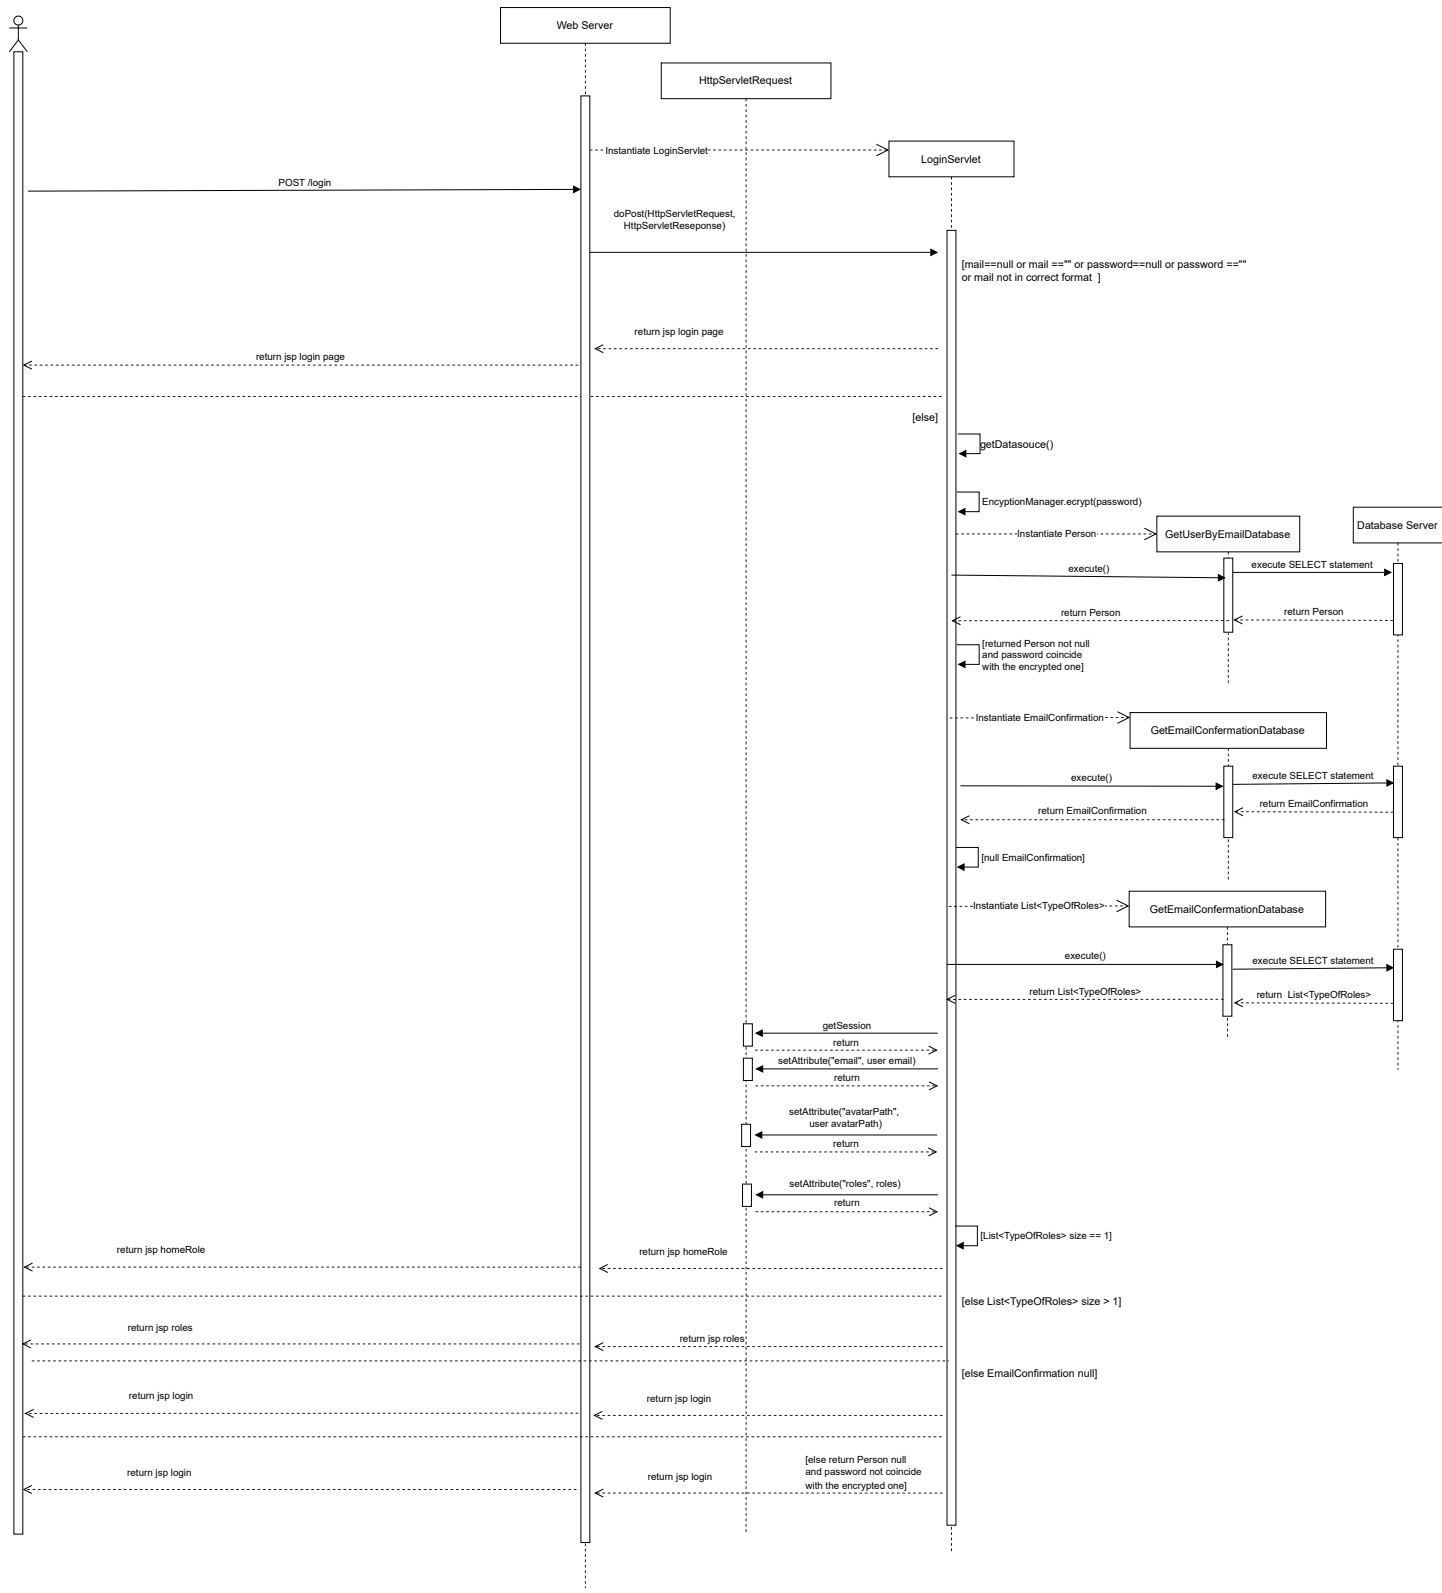 Web Server
HttpServletRequest
Instantiate LoginServlet
LoginServlet
POST /login
doPost(HttpServletRequest,
HttpServletReseponse)
[mail==null or mail =="" or password==null or password ==""
or mail not in correct format  ]
return jsp login page
return jsp login page
[else]
getDatasouce()
EncyptionManager.ecrypt(password)
Database Server
Instantiate Person
GetUserByEmailDatabase
execute()
execute SELECT statement
return Person
return Person
[returned Person not null
and password coincide
with the encrypted one]
Instantiate EmailConfirmation
GetEmailConfermationDatabase
execute()
execute SELECT statement
return EmailConfirmation
return EmailConfirmation
[null EmailConfirmation]
Instantiate List<TypeOfRoles>
GetEmailConfermationDatabase
execute()
execute SELECT statement
return List<TypeOfRoles>
return  List<TypeOfRoles>
getSession
return
setAttribute("email", user email)
return
setAttribute("avatarPath",
user avatarPath)
return
setAttribute("roles", roles)
return
[List<TypeOfRoles> size == 1]
return jsp homeRole
return jsp homeRole
[else List<TypeOfRoles> size > 1]
return jsp roles
return jsp roles
[else EmailConfirmation null]
return jsp login
return jsp login
[else return Person null
and password not coincide
with the encrypted one]
return jsp login
return jsp login